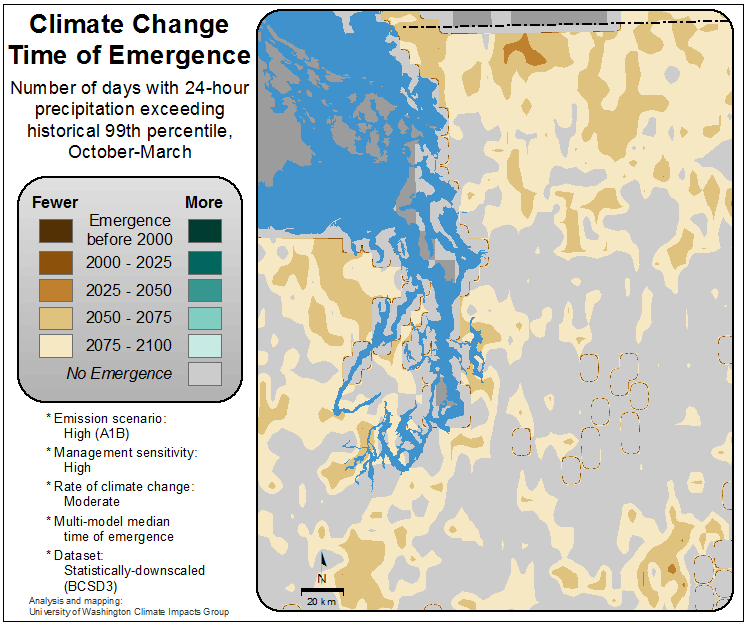 Climate Change
Time of Emergence
Number of days with 24-hour
precipitation exceeding
historical 99th percentile,
October-March
Fewer More
Emergence
before 2000
2000 - 2025
2025 - 2050
2050 - 2075
2075 - 2100
No Emergence
* Emission scenario:
High (A1B)
* Management sensitivity:
High
* Rate of climate change:
Moderate
* Multi-model median
time of emergence
* Dataset:
Statistically-downscaled
(BCSD3)
Analysis and mapping:
University of Washington Climate Impacts Group
N
20 km